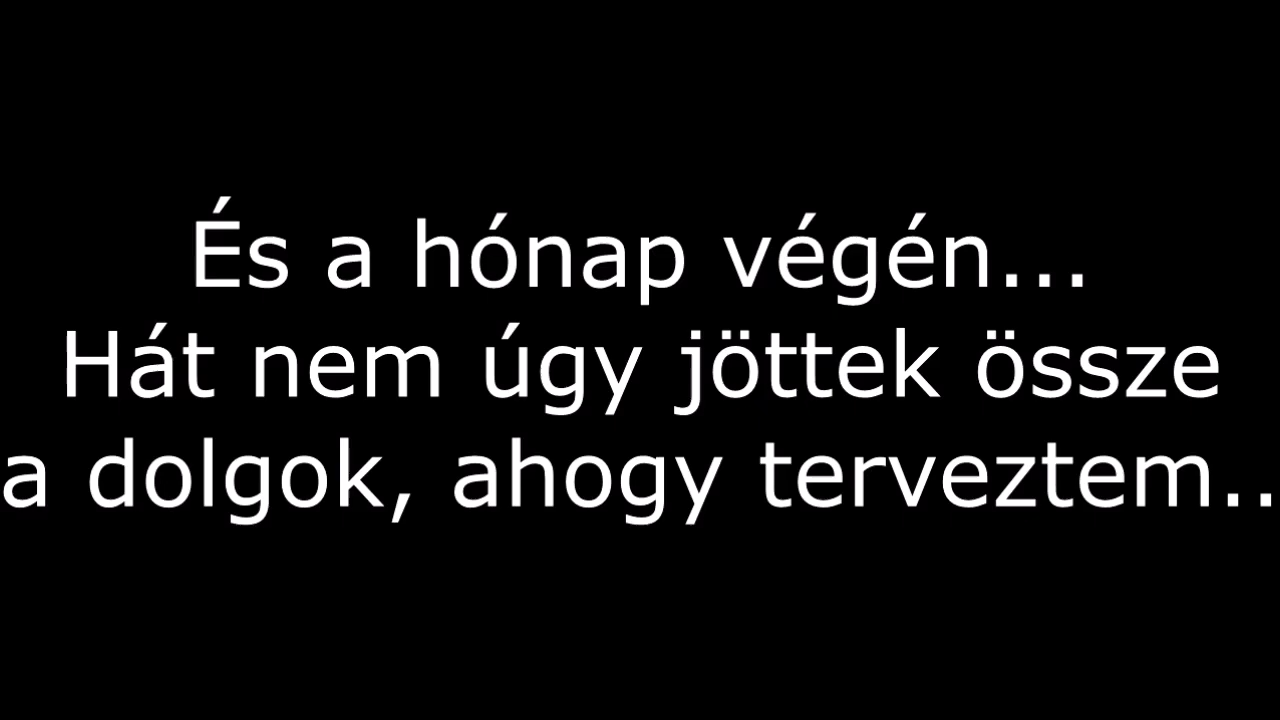 És a hónap végén...
Hát nem úgy jöttek össze
a dolgok, ahogy terveztem..